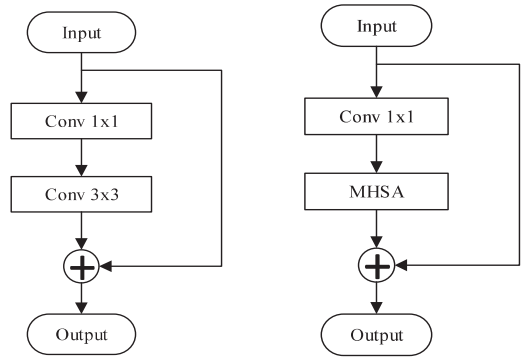 Input
Conv 1x1
Conv 3x3
Output
Input
Conv 1x1
MHSA
Output